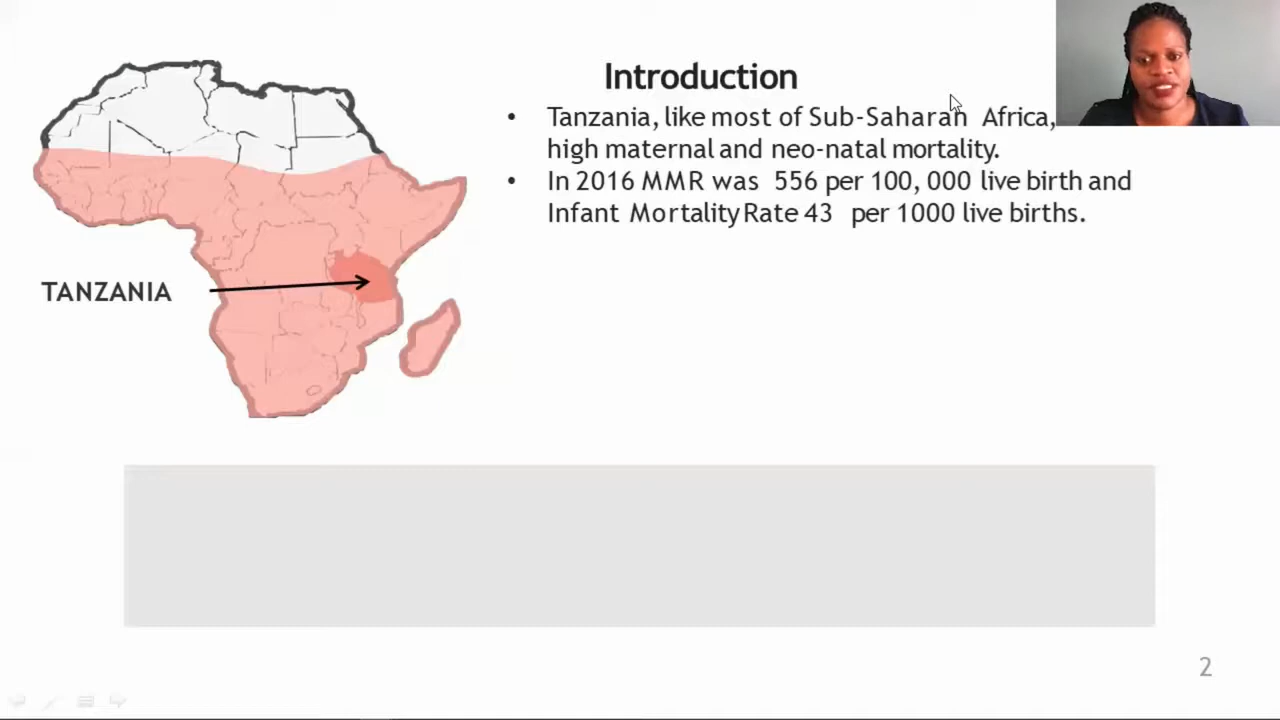 Introduction
• Tanzania, like most of Sub-Saharan Africa,
high maternal and neo-natal mortality.
• In 2016 MMR was 556 per 100, 000 live birth and
Infant Mortality Rate 43 per 1000 live births.
TANZANIA
2